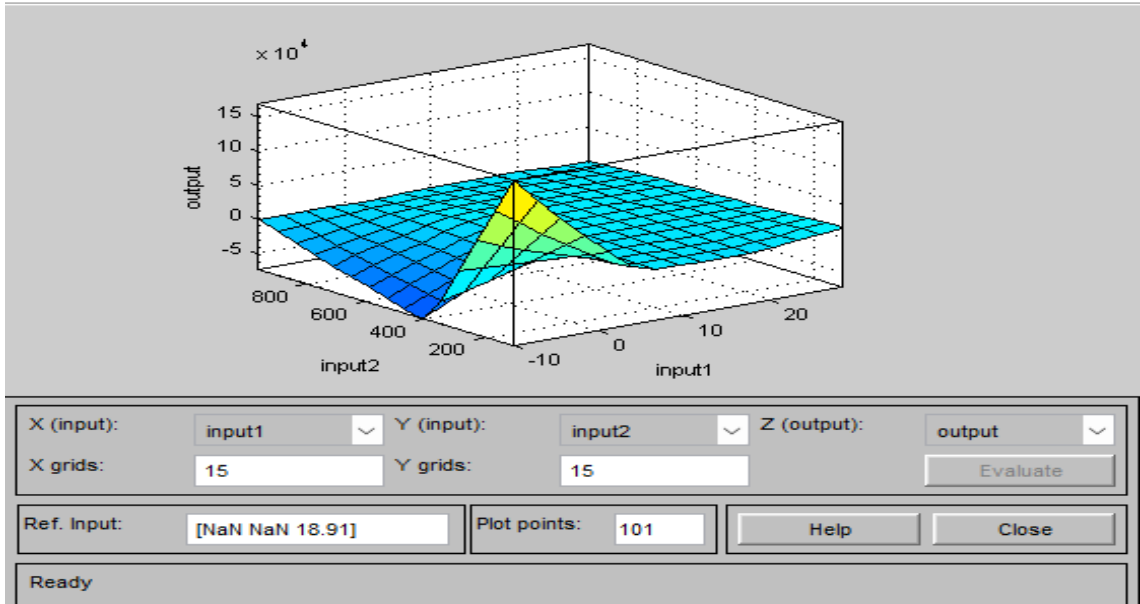 × 10⁴
15
10
5
0
-5
output
800
600
400
200
input2
-10
0
10
20
input1
X (input): input1 Y (input): input2 Z (output): output
X grids: 15 Y grids: 15 Evaluate
Ref. Input: [NaN NaN 18.91] Plot points: 101 Help Close
Ready